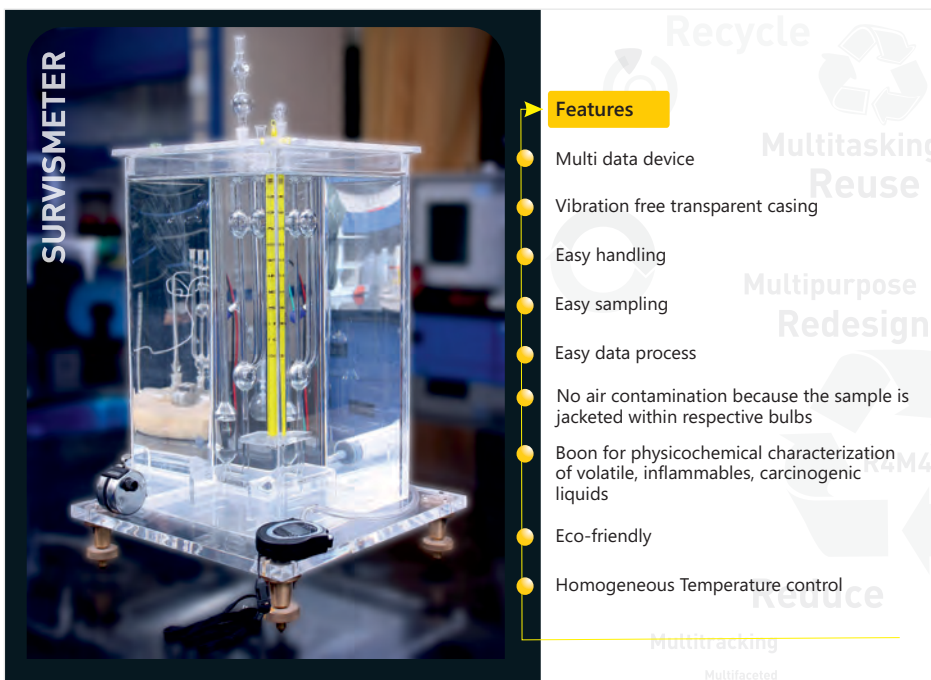 SURVISMETER
Recycle
Features
Multitasking
Multi data device
Reuse
Vibration free transparent casing
Easy handling
Multipurpose
Easy sampling
Redesign
Easy data process
No air contamination because the sample is
jacketed within respective bulbs
Boon for physicochemical characterization
of volatile, inflammables, carcinogenic
liquids
R4M4
Eco-friendly
Homogeneous Temperature control
Reduce
Multitracking
Multifaceted